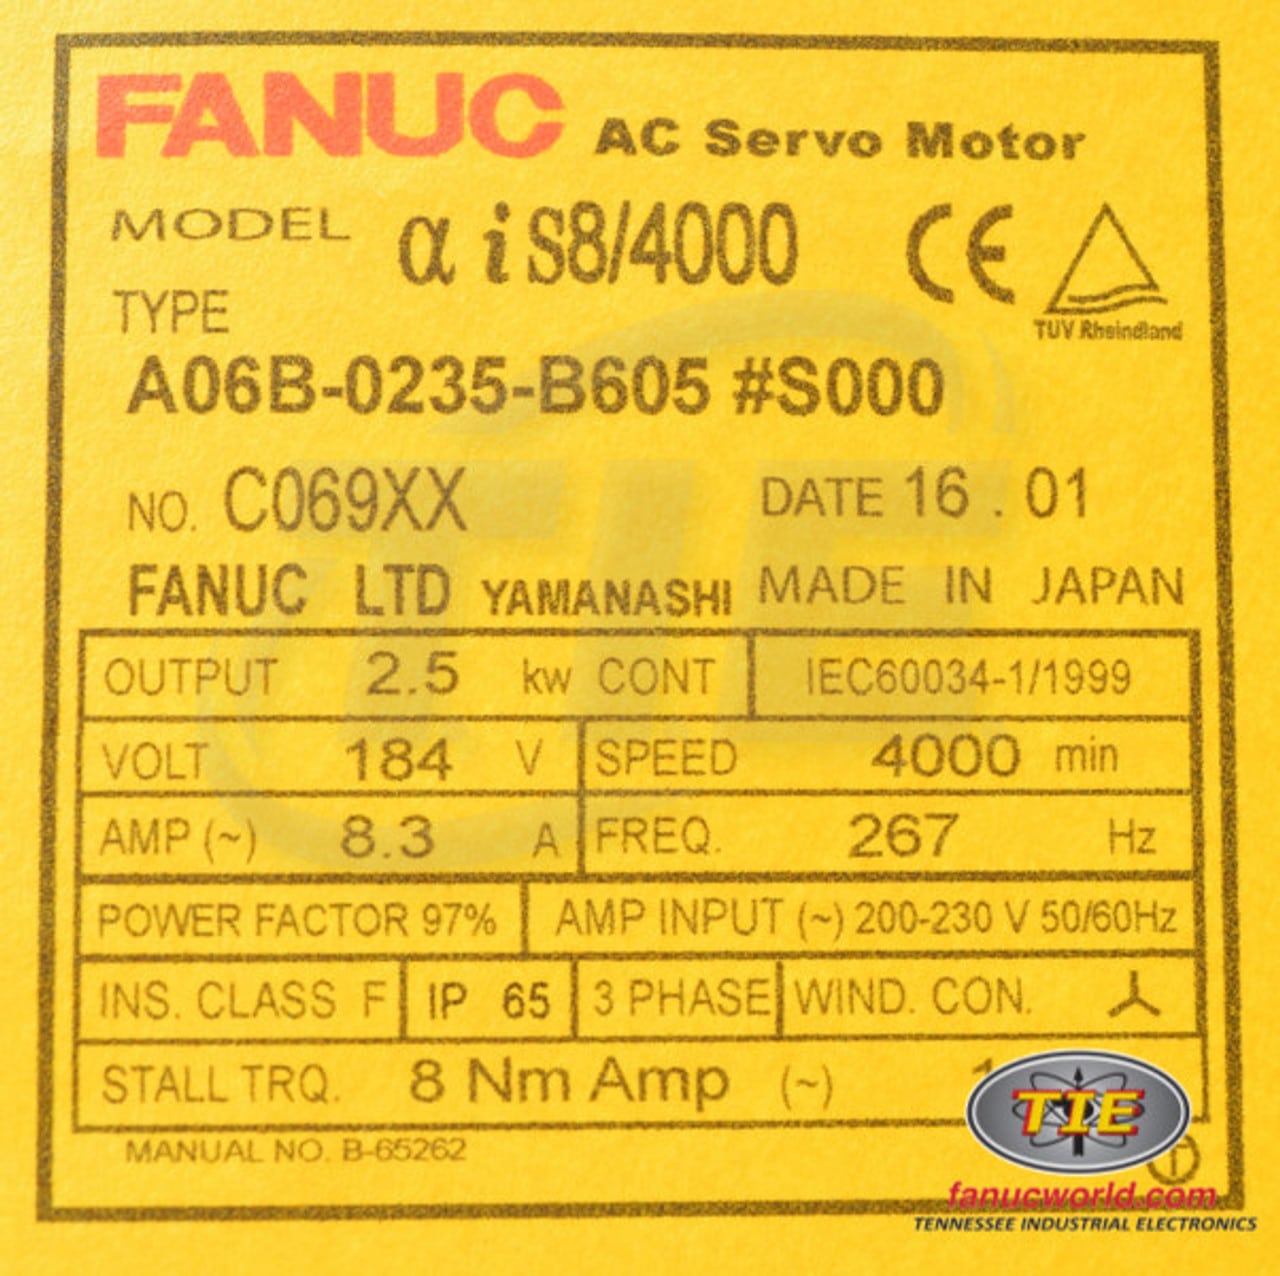 FANUC AC Servo Motor
MODEL α i S8/4000 CE
TUV Rheinland
TYPE
A06B-0235-B605 #S000
NO. C069XX DATE 16 . 01
FANUC LTD YAMANASHI MADE IN JAPAN
OUTPUT 2.5 kw CONT IEC60034-1/1999
VOLT 184 V SPEED 4000 min
AMP (~) 8.3 A FREQ. 267 Hz
POWER FACTOR 97% AMP INPUT (~) 200-230 V 50/60Hz
INS. CLASS F IP 65 3 PHASE WIND. CON.
STALL TRQ. 8 Nm Amp (~)
MANUAL NO. B-65262
TIE
TIE
fanucworld.com
TENNESSEE INDUSTRIAL ELECTRONICS